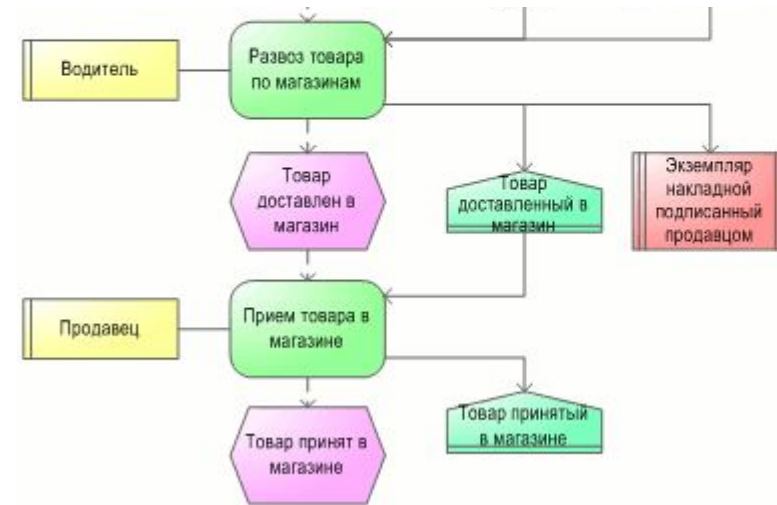 Водитель
Развоз товара
по магазинам
Товар
доставлен в
магазин
Товар
доставленный в
магазин
Экземпляр
накладной
подписанный
продавцом
Продавец
Прием товара в
магазине
Товар принят в
магазине
Товар принятый
в магазине